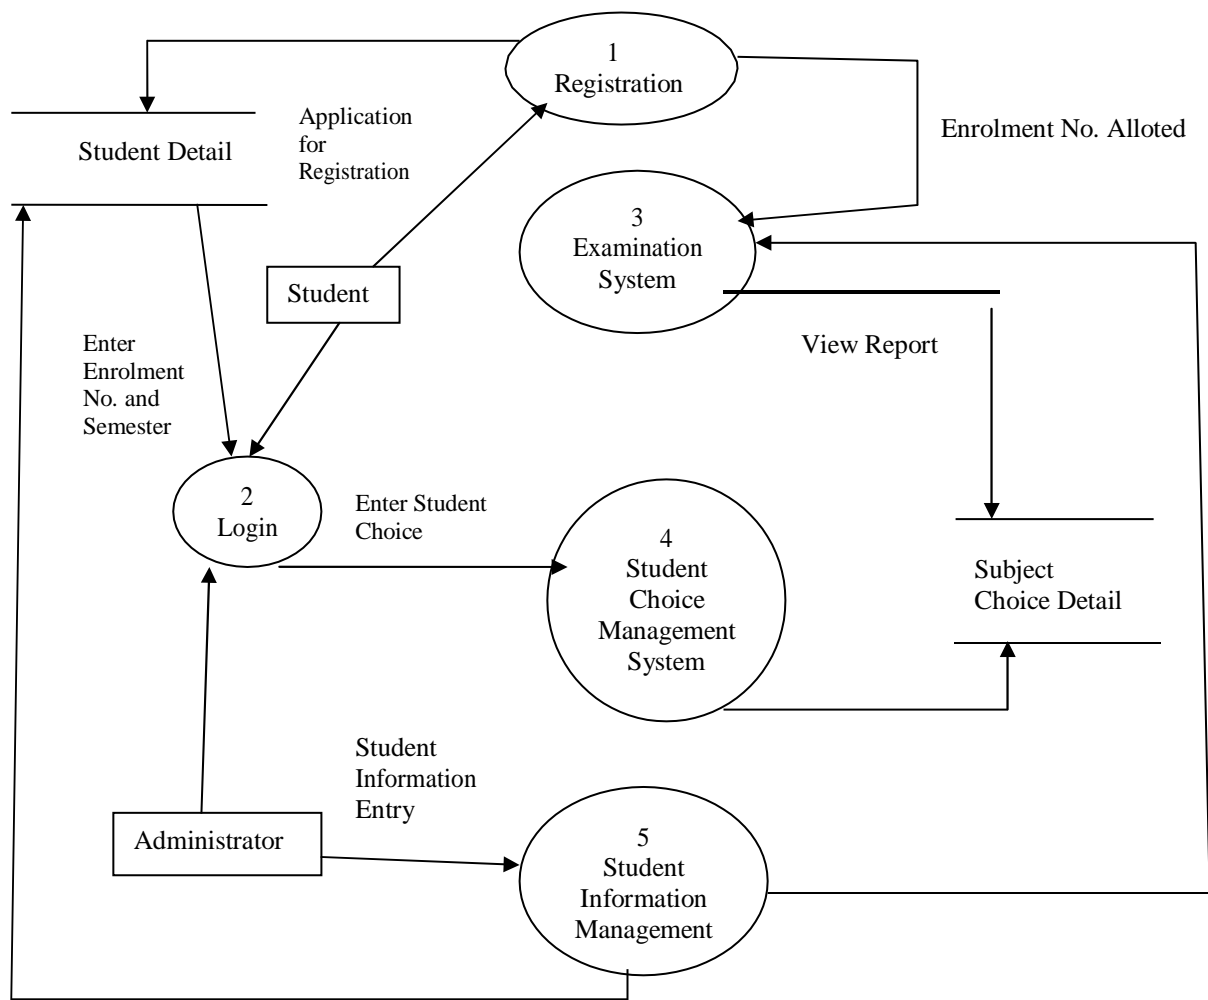 1
Registration
Application
for
Registration
Enrolment No. Alloted
Student Detail
3
Examination
System
Student
View Report
Enter
Enrolment
No. and
Semester
2
Login
Enter Student
Choice
4
Student
Choice
Management
System
Subject
Choice Detail
Student
Information
Entry
Administrator
5
Student
Information
Management